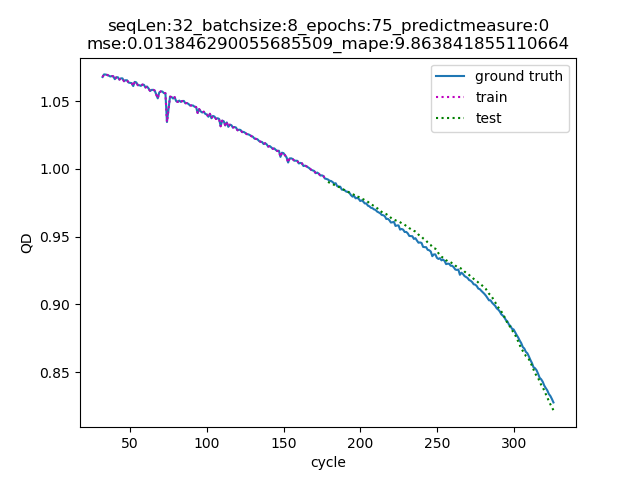 seqLen:32_batchsize:8_epochs:75_predictmeasure:0
mse:0.013846290055685509_mape:9.863841855110664
ground truth
train
test
1.05
1.00
0.95
0.90
0.85
QD
50 100 150 200 250 300
cycle